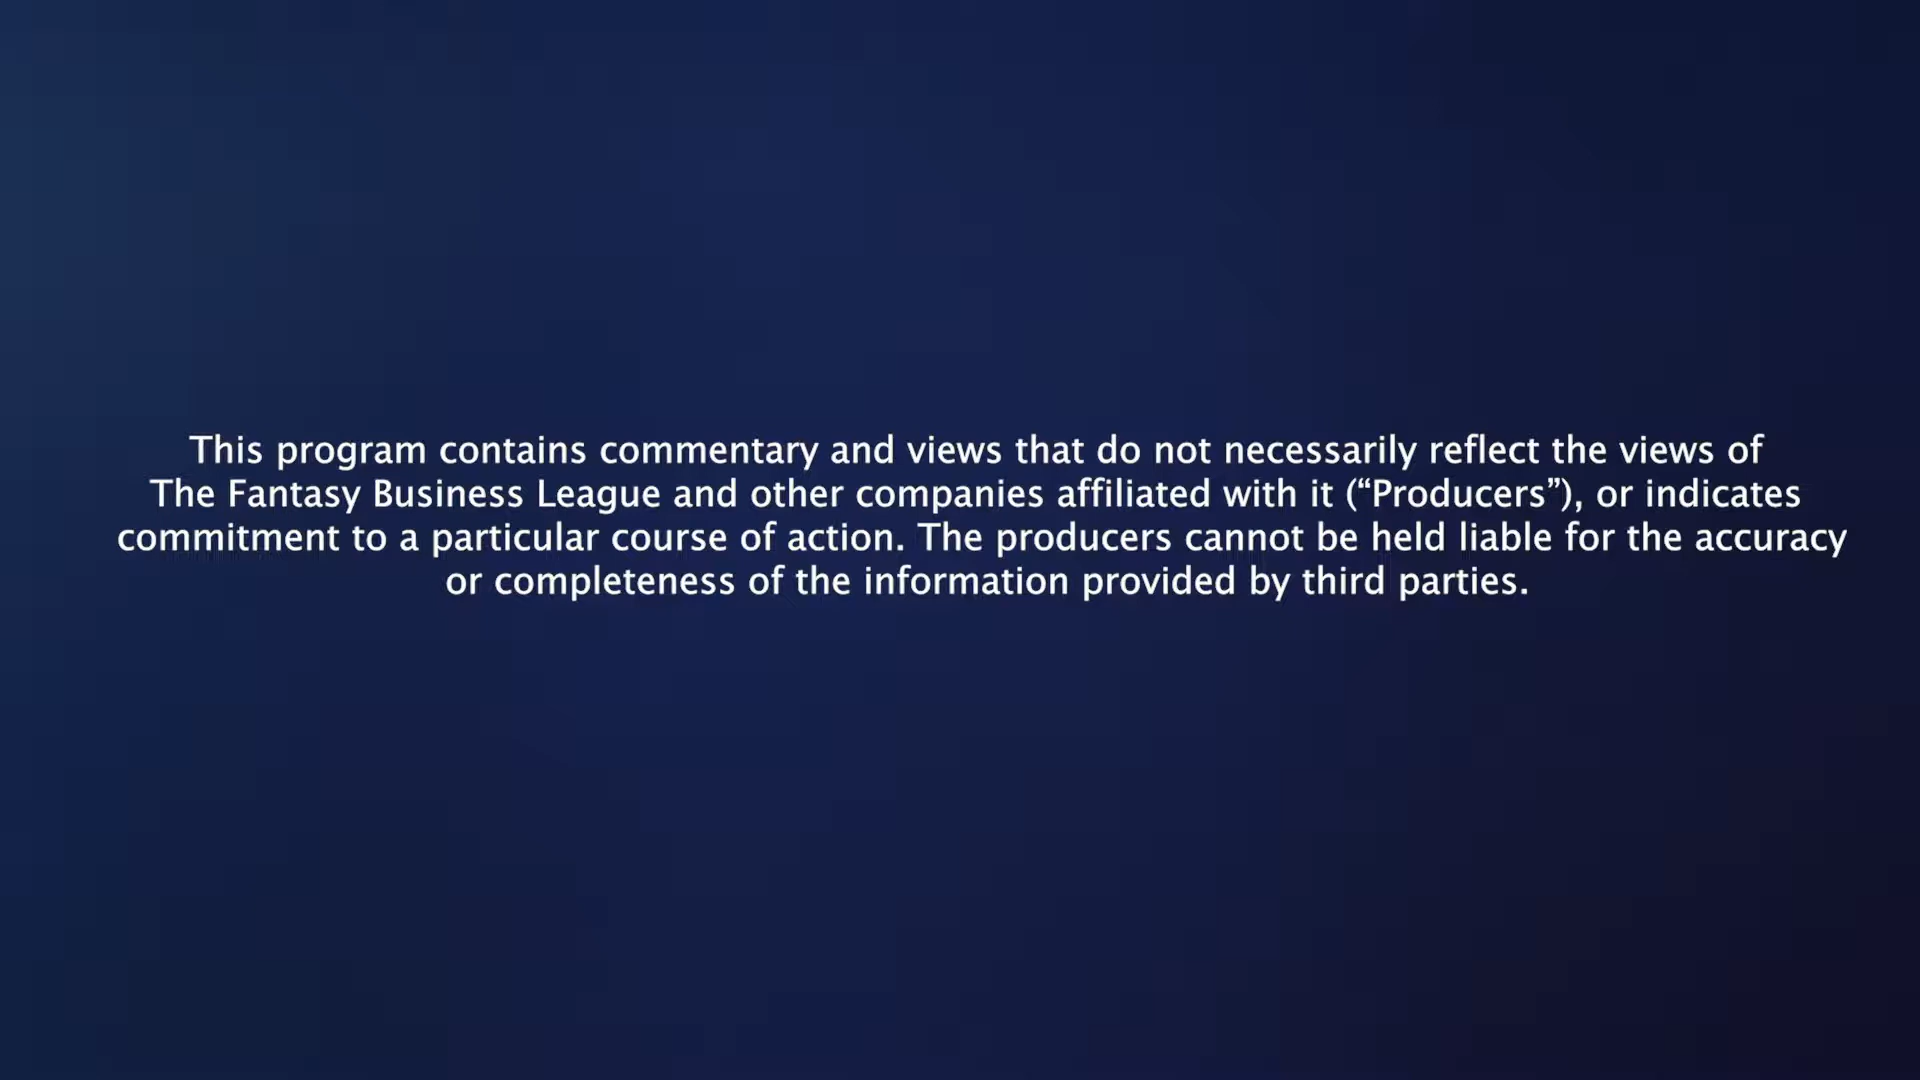 This program contains commentary and views that do not necessarily reflect the views of
The Fantasy Business League and other companies affiliated with it (“Producers”), or indicates
commitment to a particular course of action. The producers cannot be held liable for the accuracy
or completeness of the information provided by third parties.